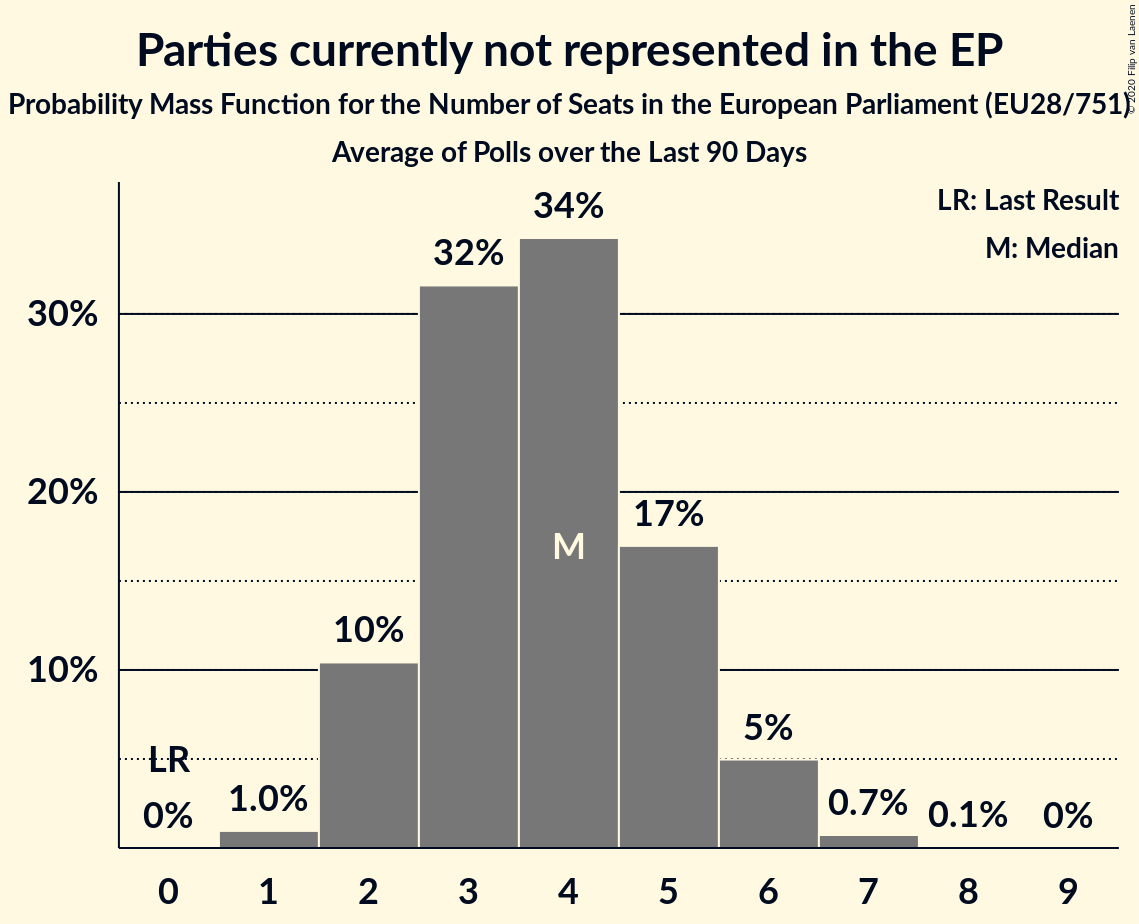 Parties currently not represented in the EP
Probability Mass Function for the Number of Seats in the European Parliament (EU28/751)
Average of Polls over the Last 90 Days
© 2020 Filip van Laenen
LR: Last Result
M: Median
34%
32%
30%
20%
17%
M
10%
10%
5%
LR
1.0%
0.7%
0.1%
0%
0%
0 1 2 3 4 5 6 7 8 9